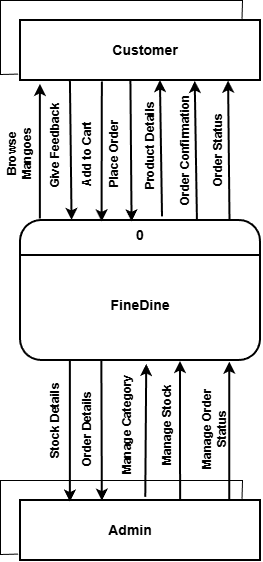 Customer
Browse
Mangoes
Give Feedback
Add to Cart
Place Order
Product Details
Order Confirmation
Order Status
0
FineDine
Stock Details
Order Details
Manage Category
Manage Stock
Manage Order
Status
Admin